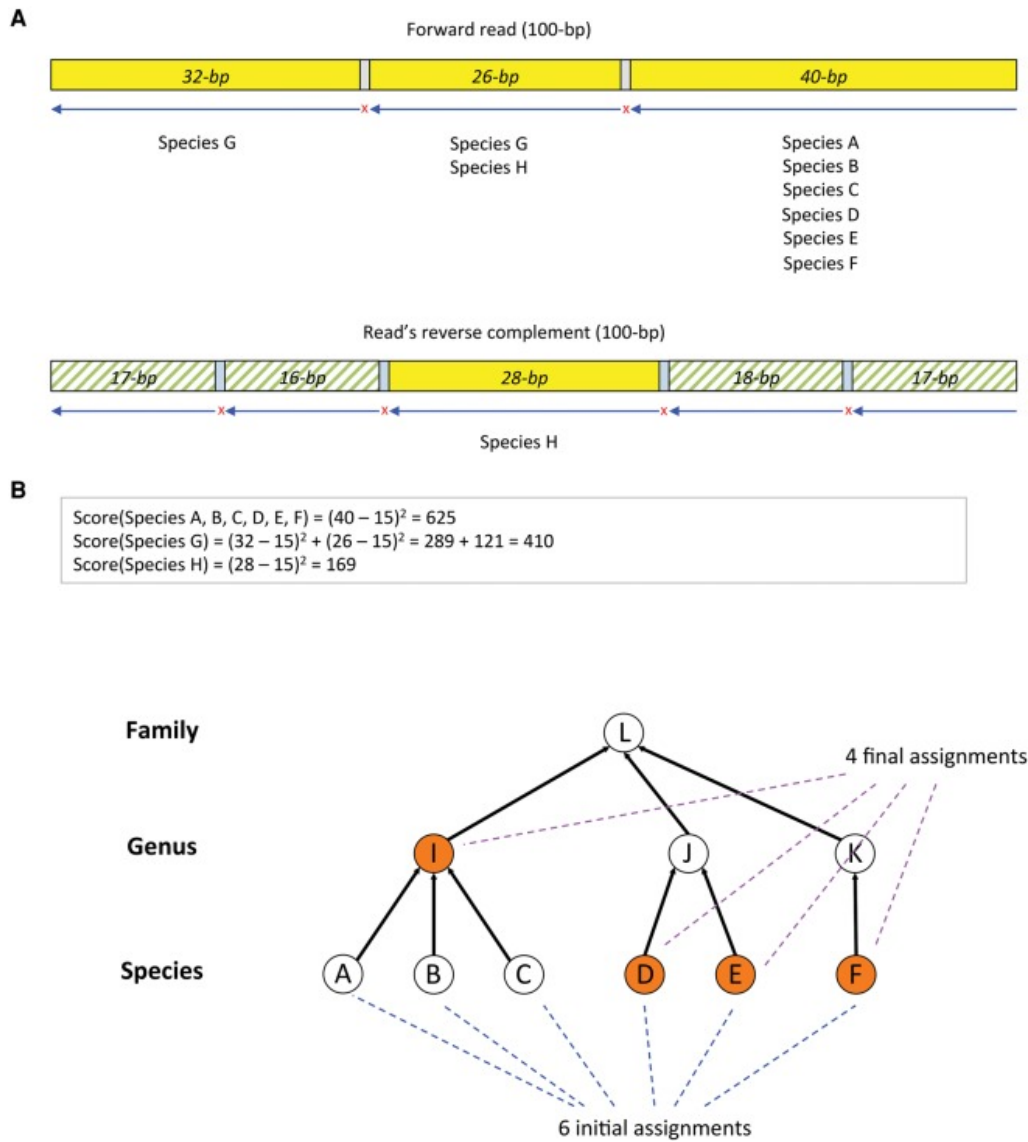 A
Forward read (100-bp)
32-bp 26-bp 40-bp
x x
Species G Species G Species A
Species H Species B
Species C
Species D
Species E
Species F
Read's reverse complement (100-bp)
17-bp 16-bp 28-bp 18-bp 17-bp
x x x x
Species H
B
Score(Species A, B, C, D, E, F) = (40 – 15)² = 625
Score(Species G) = (32 – 15)² + (26 – 15)² = 289 + 121 = 410
Score(Species H) = (28 – 15)² = 169
Family L
4 final assignments
Genus I J K
Species A B C D E F
6 initial assignments